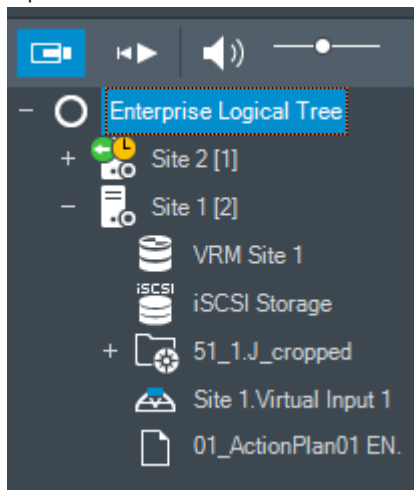 Enterprise Logical Tree
Site 2 [1]
Site 1 [2]
VRM Site 1
iSCSI
iSCSI Storage
51_1.J_cropped
Site 1.Virtual Input 1
01_ActionPlan01 EN.